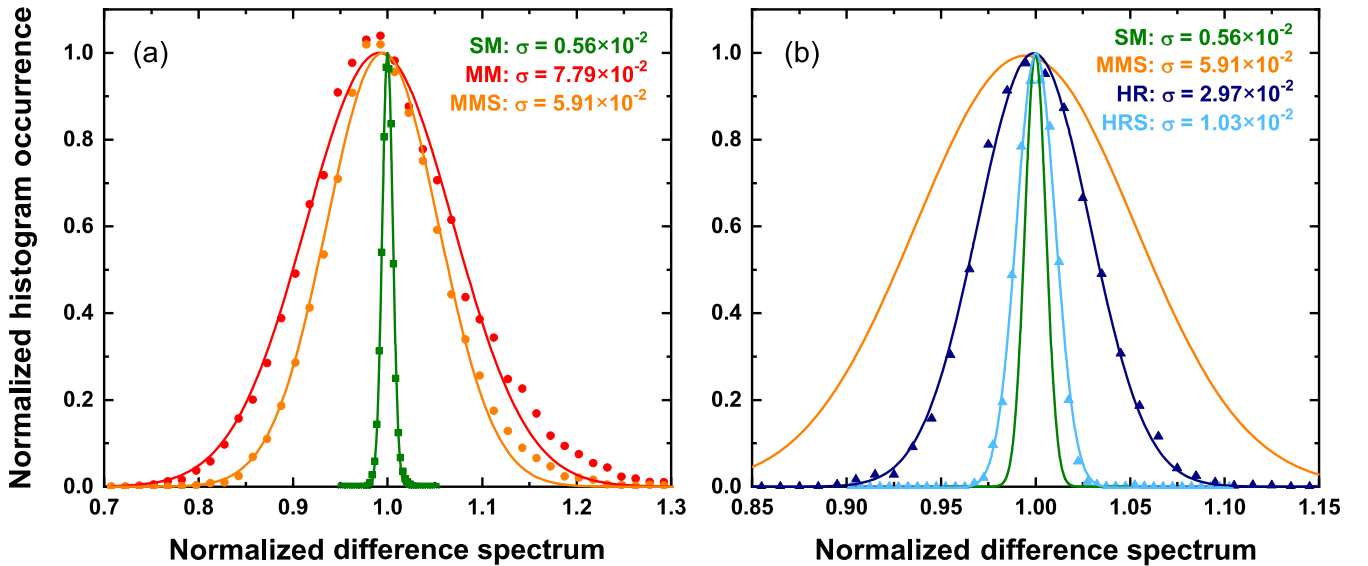 Normalized histogram occurrence
(a)
SM: σ = 0.56×10⁻²
MM: σ = 7.79×10⁻²
MMS: σ = 5.91×10⁻²
1.0
0.8
0.6
0.4
0.2
0.0
0.7 0.8 0.9 1.0 1.1 1.2 1.3
Normalized difference spectrum
(b)
SM: σ = 0.56×10⁻²
MMS: σ = 5.91×10⁻²
HR: σ = 2.97×10⁻²
HRS: σ = 1.03×10⁻²
1.0
0.8
0.6
0.4
0.2
0.0
0.85 0.90 0.95 1.00 1.05 1.10 1.15
Normalized difference spectrum